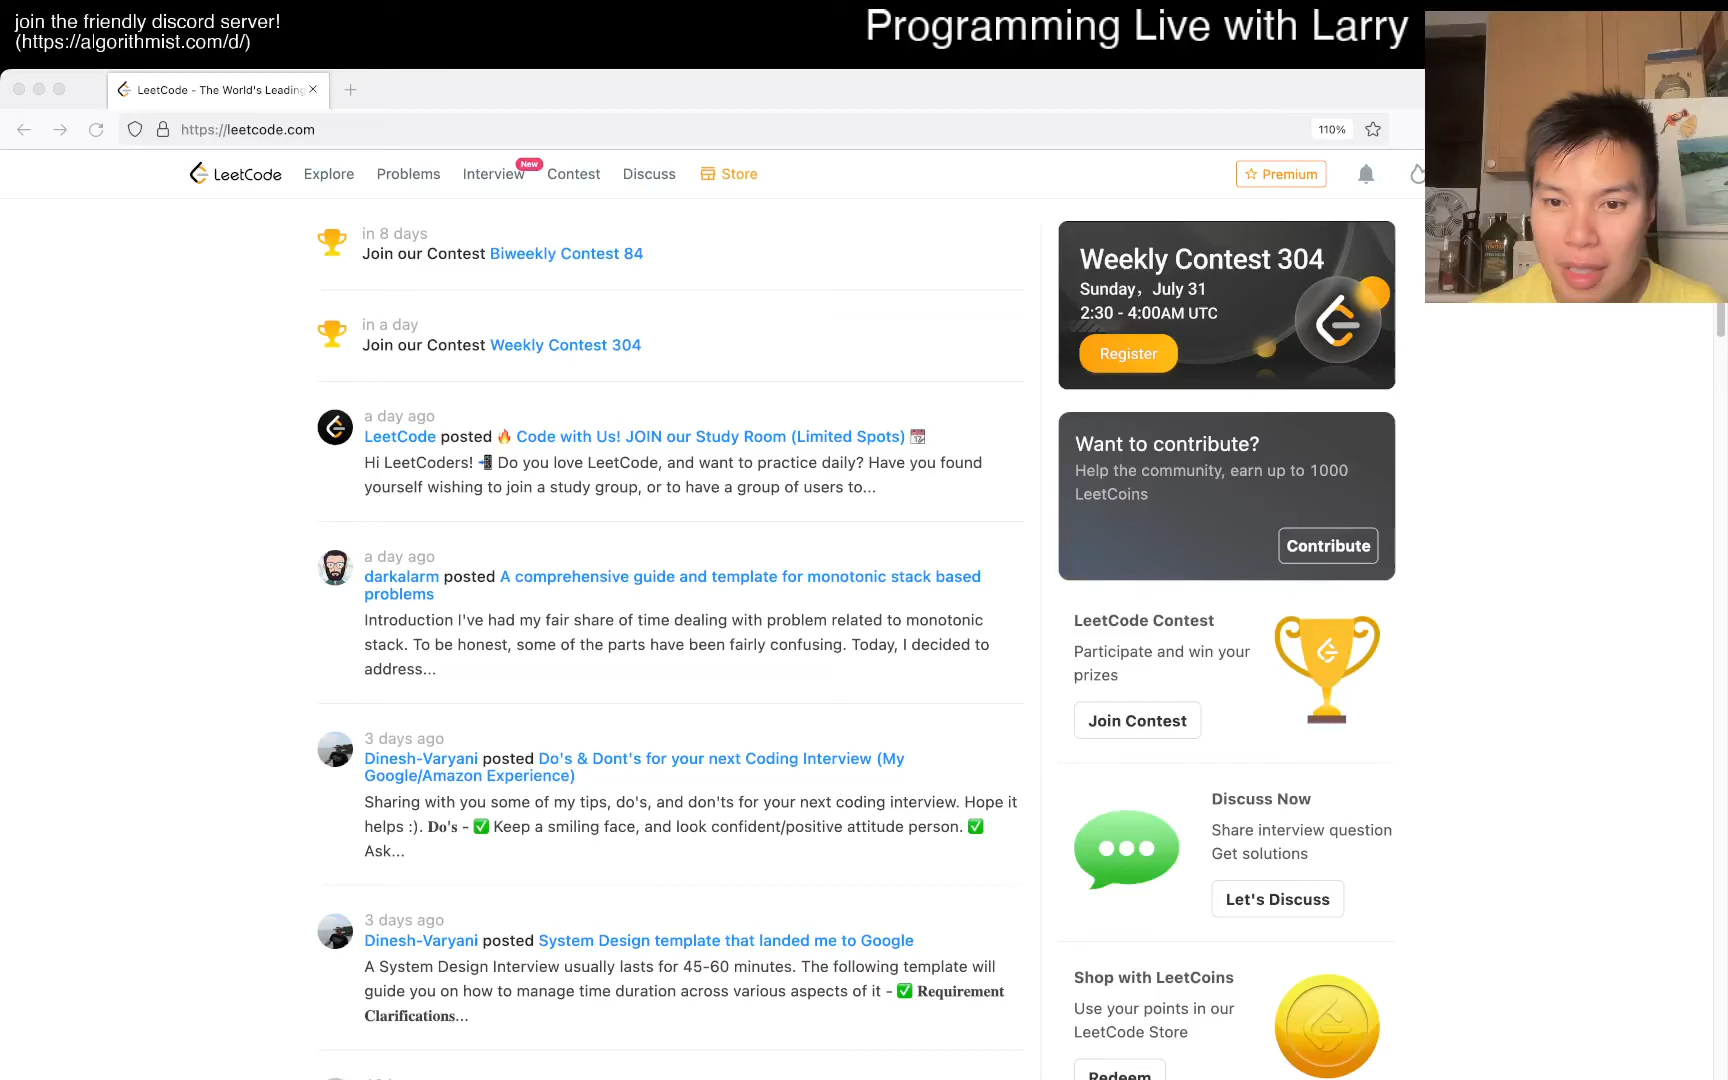 join the friendly discord server!
(https://algorithmist.com/d/)
Programming Live with Larry
LeetCode - The World's Leading
https://leetcode.com
110%
LeetCode
Explore
Problems
Interview
New
Contest
Discuss
Store
Premium
in 8 days
Join our Contest Biweekly Contest 84
in a day
Join our Contest Weekly Contest 304
a day ago
LeetCode posted 🔥 Code with Us! JOIN our Study Room (Limited Spots) 📆
Hi LeetCoders! 📲 Do you love LeetCode, and want to practice daily? Have you found
yourself wishing to join a study group, or to have a group of users to...
a day ago
darkalarm posted A comprehensive guide and template for monotonic stack based
problems
Introduction I've had my fair share of time dealing with problem related to monotonic
stack. To be honest, some of the parts have been fairly confusing. Today, I decided to
address...
3 days ago
Dinesh-Varyani posted Do's & Dont's for your next Coding Interview (My
Google/Amazon Experience)
Sharing with you some of my tips, do's, and don'ts for your next coding interview. Hope it
helps :). Do's - ✅ Keep a smiling face, and look confident/positive attitude person. ✅
Ask...
3 days ago
Dinesh-Varyani posted System Design template that landed me to Google
A System Design Interview usually lasts for 45-60 minutes. The following template will
guide you on how to manage time duration across various aspects of it - ✅ Requirement
Clarifications...
Weekly Contest 304
Sunday，July 31
2:30 - 4:00AM UTC
Register
Want to contribute?
Help the community, earn up to 1000
LeetCoins
Contribute
LeetCode Contest
Participate and win your
prizes
Join Contest
Discuss Now
Share interview question
Get solutions
Let's Discuss
Shop with LeetCoins
Use your points in our
LeetCode Store
Redeem